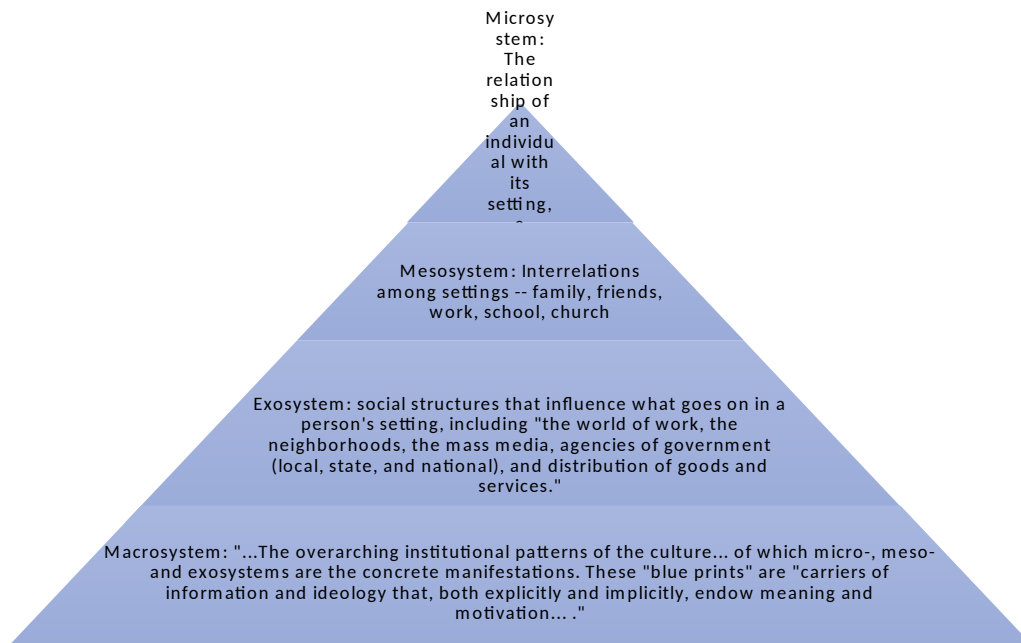 Microsy
stem:
The
relation
ship of
an
individu
al with
its
setting,
Mesosystem: Interrelations
among settings -- family, friends,
work, school, church
Exosystem: social structures that influence what goes on in a
person's setting, including "the world of work, the
neighborhoods, the mass media, agencies of government
(local, state, and national), and distribution of goods and
services."
Macrosystem: "...The overarching institutional patterns of the culture... of which micro-, meso-
and exosystems are the concrete manifestations. These "blue prints" are "carriers of
information and ideology that, both explicitly and implicitly, endow meaning and
motivation... ."